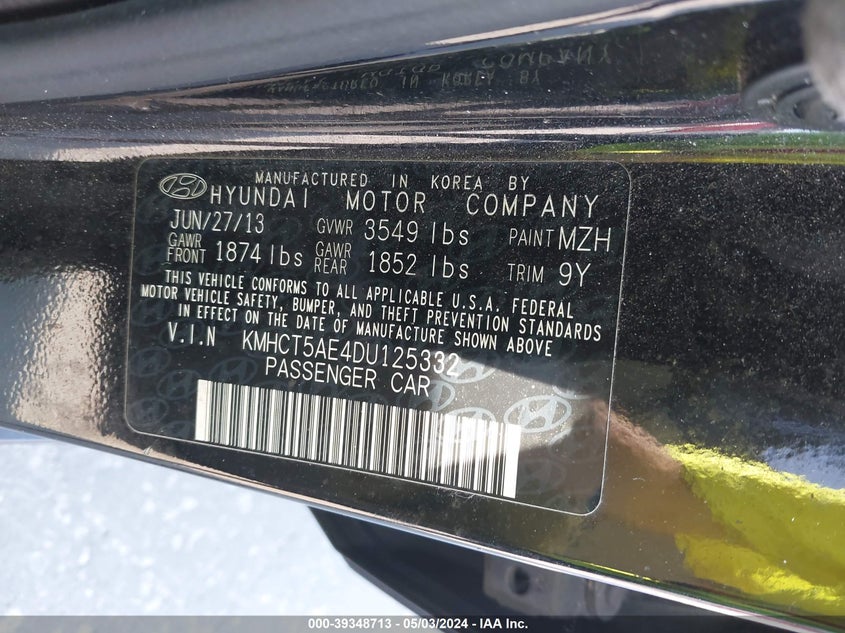 MANUFACTURED IN KOREA BY
HYUNDAI MOTOR COMPANY
JUN/27/13 GVWR 3549 lbs PAINT MZH
GAWR FRONT 1874 lbs GAWR REAR 1852 lbs TRIM 9Y
THIS VEHICLE CONFORMS TO ALL APPLICABLE U.S.A. FEDERAL
MOTOR VEHICLE SAFETY, BUMPER, AND THEFT PREVENTION STANDARDS
IN EFFECT ON THE DATE OF MANUFACTURE SHOWN ABOVE
V.I.N KMHCT5AE4DU125332
PASSENGER CAR
000-39348713 - 05/03/2024 - IAA Inc.